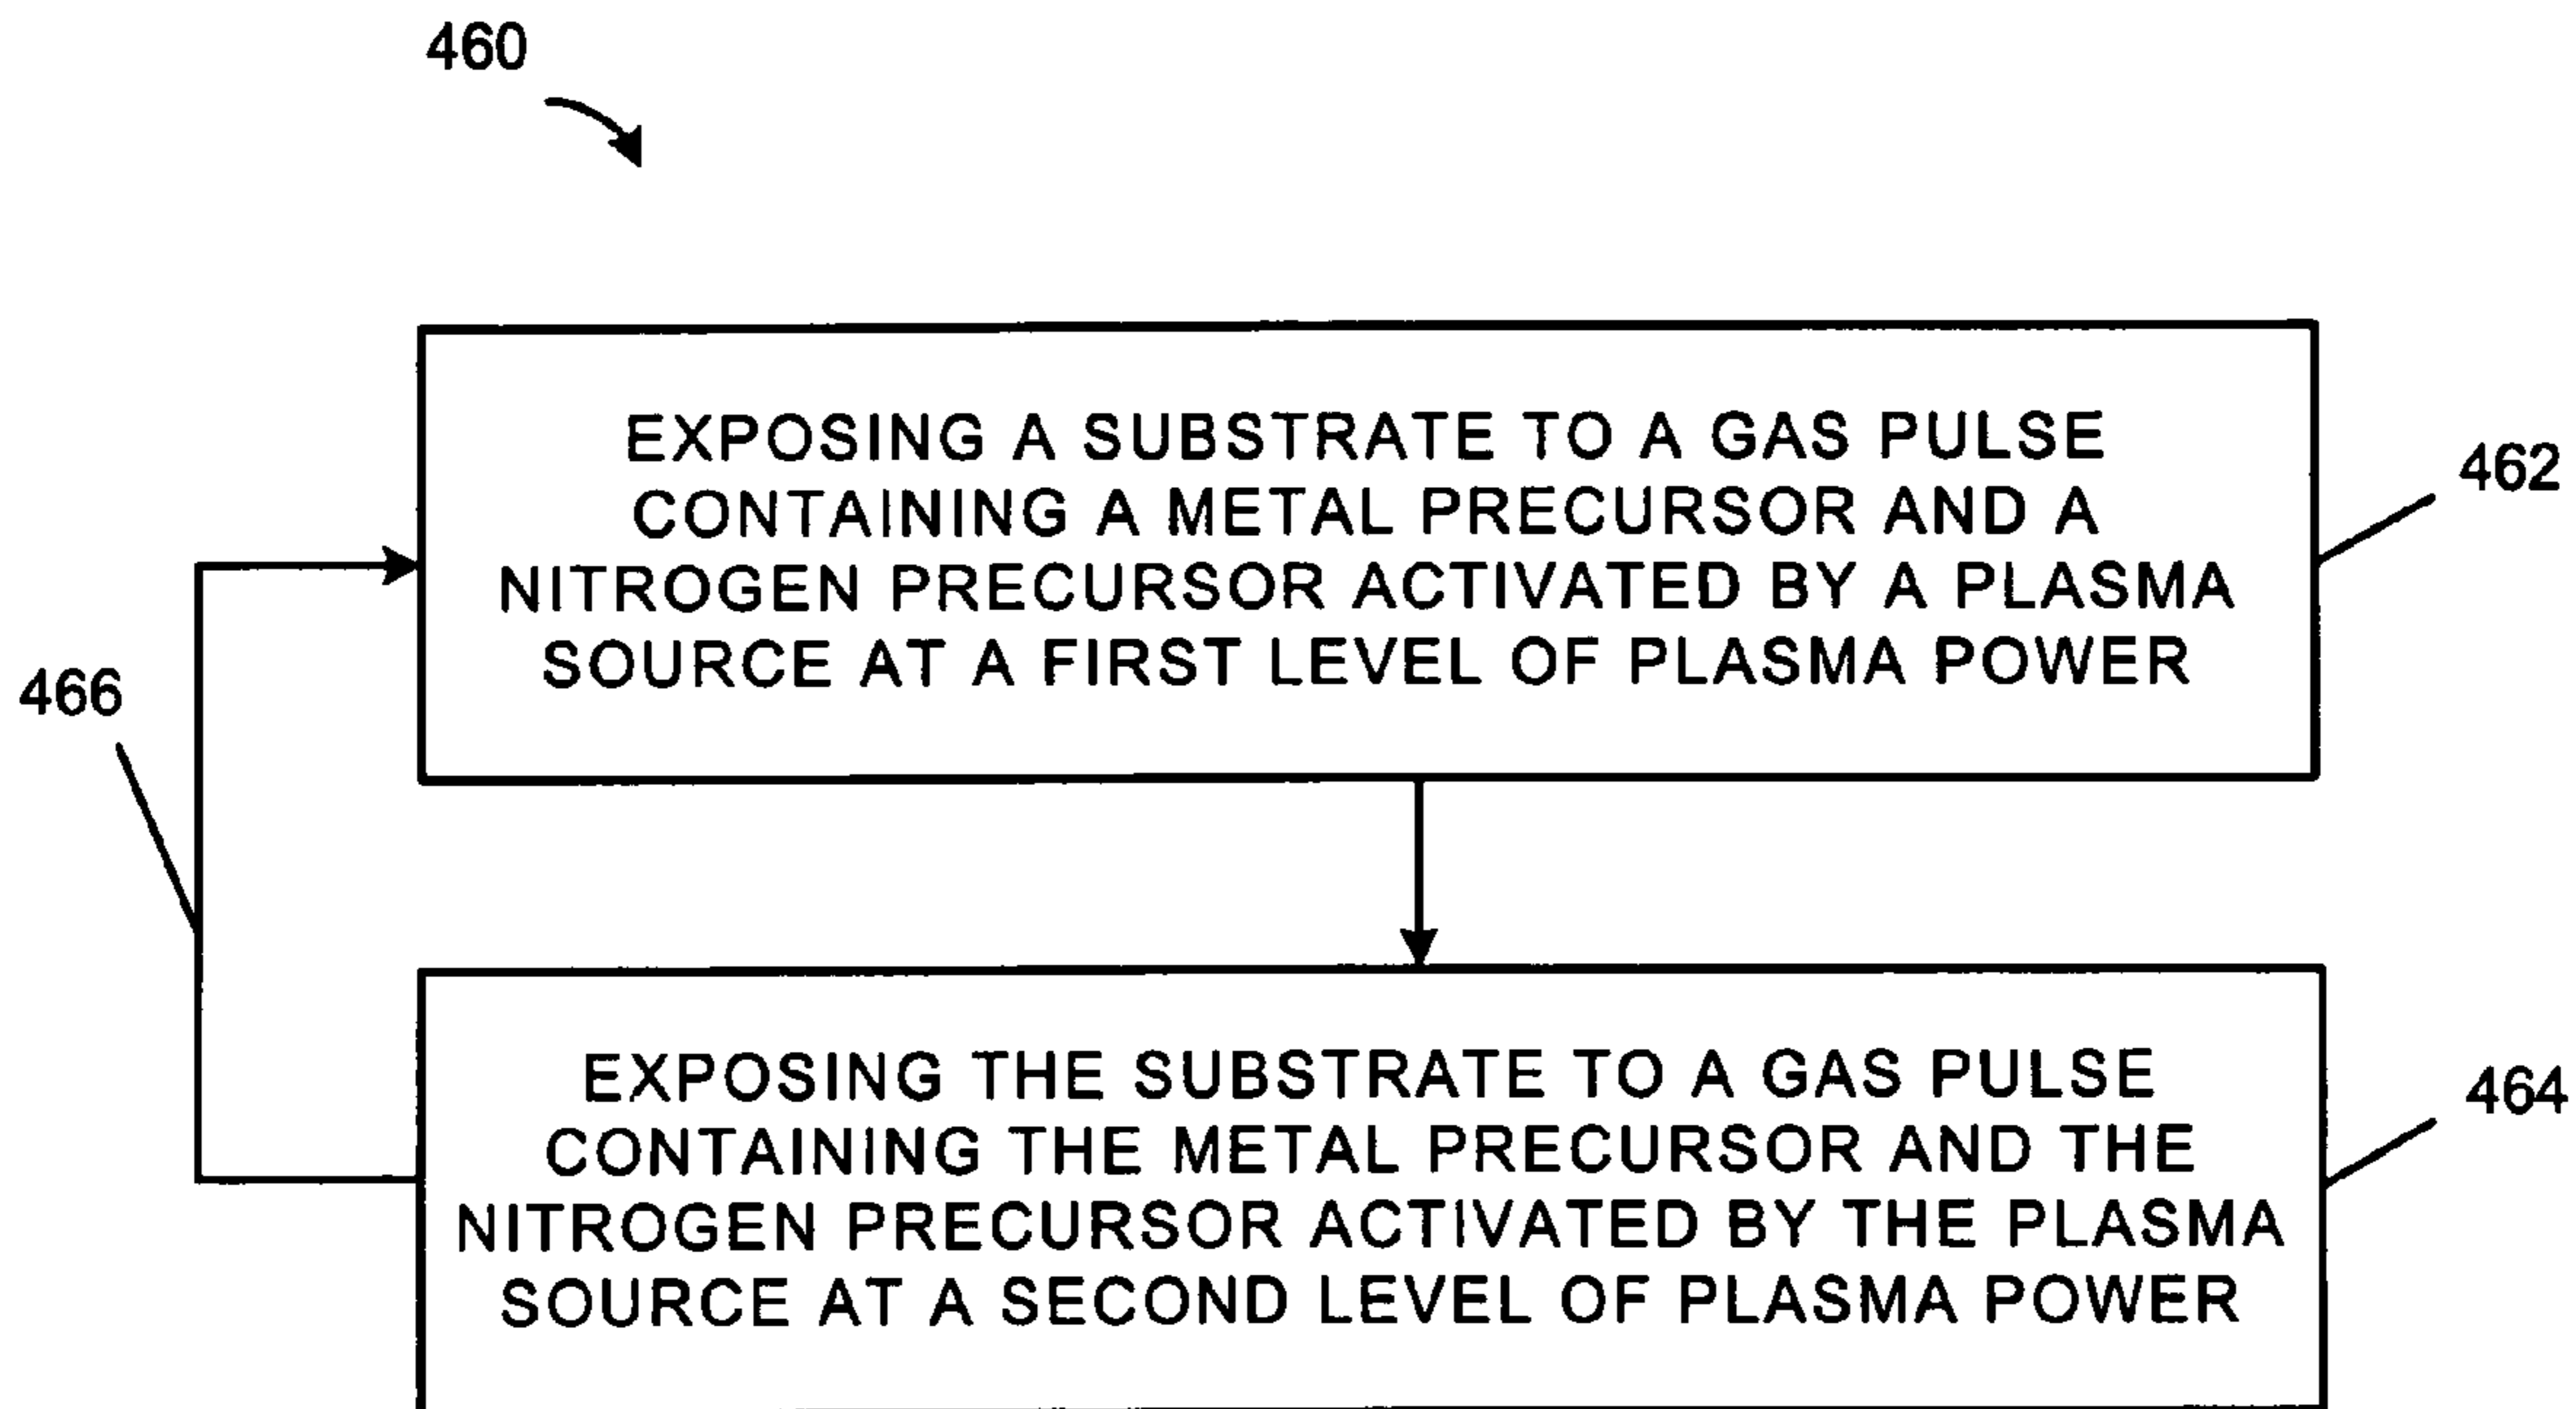 460
EXPOSING A SUBSTRATE TO A GAS PULSE
CONTAINING A METAL PRECURSOR AND A
NITROGEN PRECURSOR ACTIVATED BY A PLASMA
SOURCE AT A FIRST LEVEL OF PLASMA POWER
462
466
EXPOSING THE SUBSTRATE TO A GAS PULSE
CONTAINING THE METAL PRECURSOR AND THE
NITROGEN PRECURSOR ACTIVATED BY THE PLASMA
SOURCE AT A SECOND LEVEL OF PLASMA POWER
464